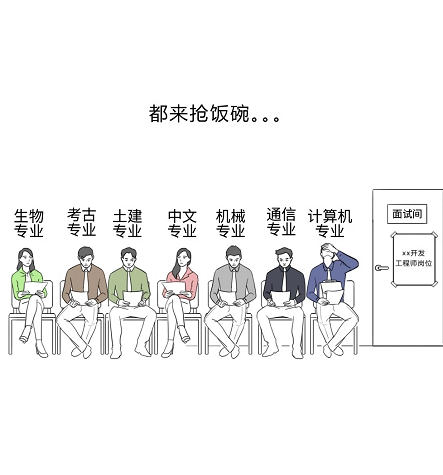 都来抢饭碗。。。
生物
专业
考古
专业
土建
专业
中文
专业
机械
专业
通信
专业
计算机
专业
面试间
xx开发
工程师岗位